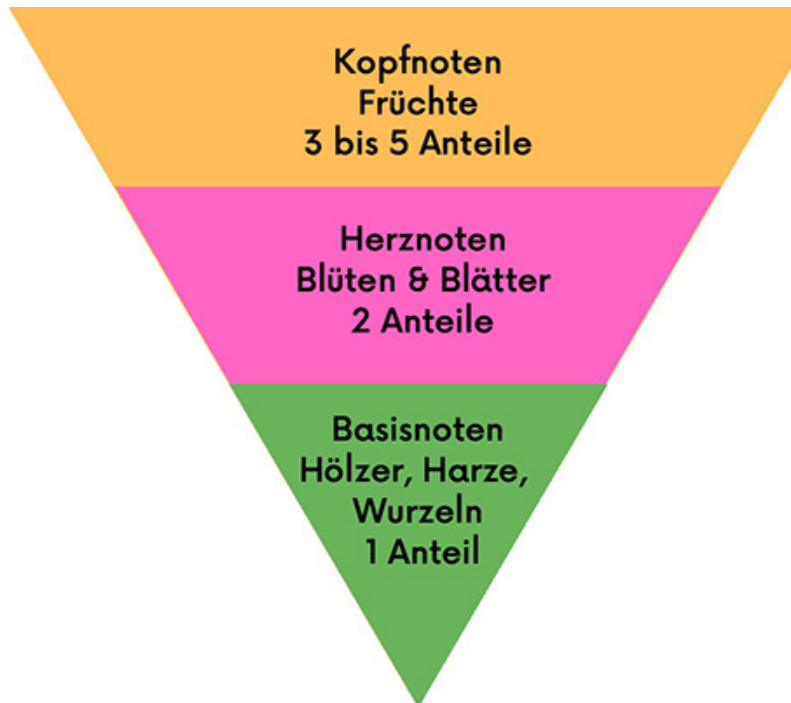 Kopfnoten
Früchte
3 bis 5 Anteile
Herznoten
Blüten & Blätter
2 Anteile
Basisnoten
Hölzer, Harze,
Wurzeln
1 Anteil